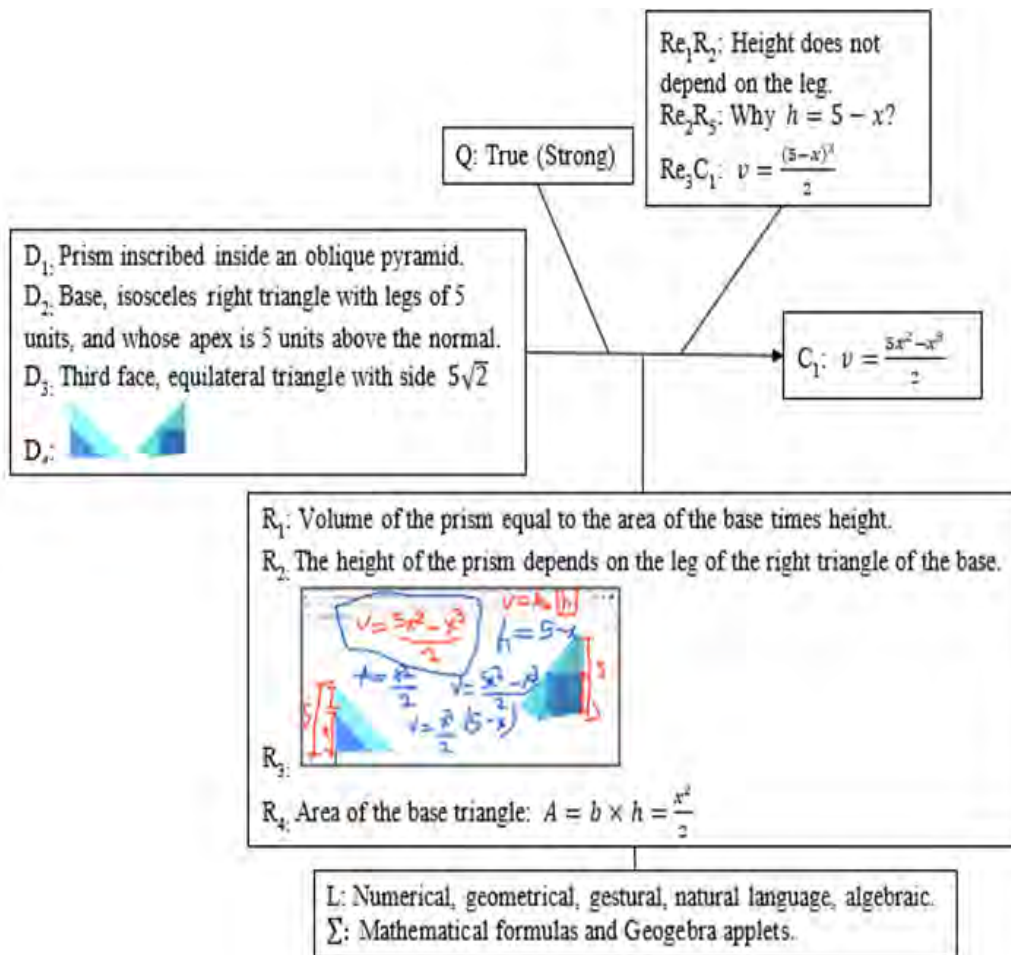 Re₁R₂: Height does not
depend on the leg.
Re₂R₅: Why h = 5 − x?
Re₃C₁: v = (5−x)³/2
Q: True (Strong)
D₁: Prism inscribed inside an oblique pyramid.
D₂: Base, isosceles right triangle with legs of 5
units, and whose apex is 5 units above the normal.
D₃: Third face, equilateral triangle with side 5√2
D₄:
C₁: v = (5x²−x³)/2
R₁: Volume of the prism equal to the area of the base times height.
R₂: The height of the prism depends on the leg of the right triangle of the base.
V = (5x² − x³)/2
h = 5 − x
A = x²/2
V = (5x² − x³)/2
V = x²/2 (5 − x)
R₃:
R₄: Area of the base triangle: A = b × h = x²/2
L: Numerical, geometrical, gestural, natural language, algebraic.
∑: Mathematical formulas and Geogebra applets.